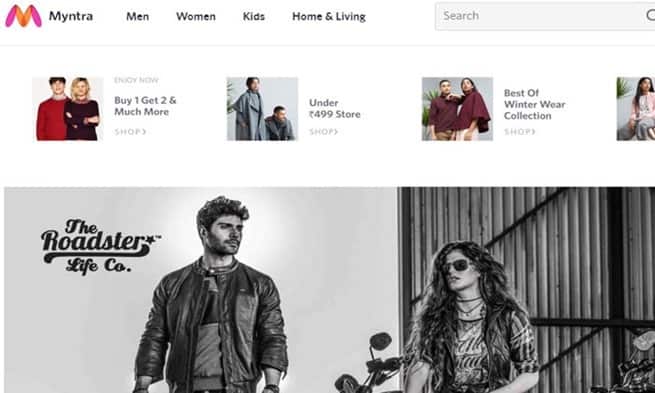 Myntra
Men
Women
Kids
Home & Living
Search
ENJOY NOW
Buy 1 Get 2 &
Much More
SHOP>
Under
₹499 Store
SHOP>
Best Of
Winter Wear
Collection
SHOP>
The
Roadster™
Life Co.